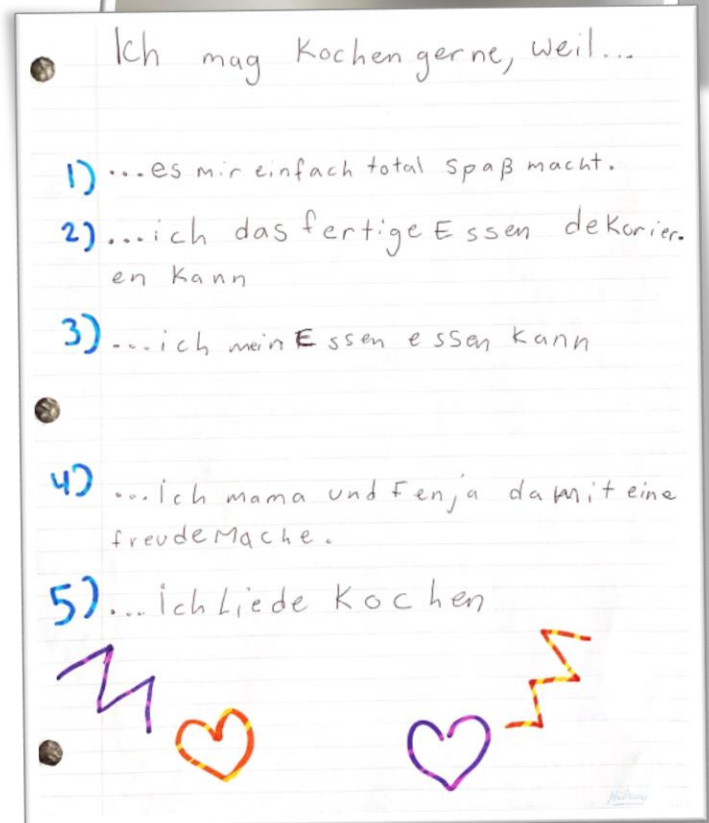 Ich mag Kochen gerne, weil...
1) ...es mir einfach total Spaß macht.
2) ...ich das fertige Essen dekorier-
en kann
3) ...ich mein Essen essen kann
4) ...ich mama und Fenja damit eine
freude Mache.
5) ...ich Liede Kochen